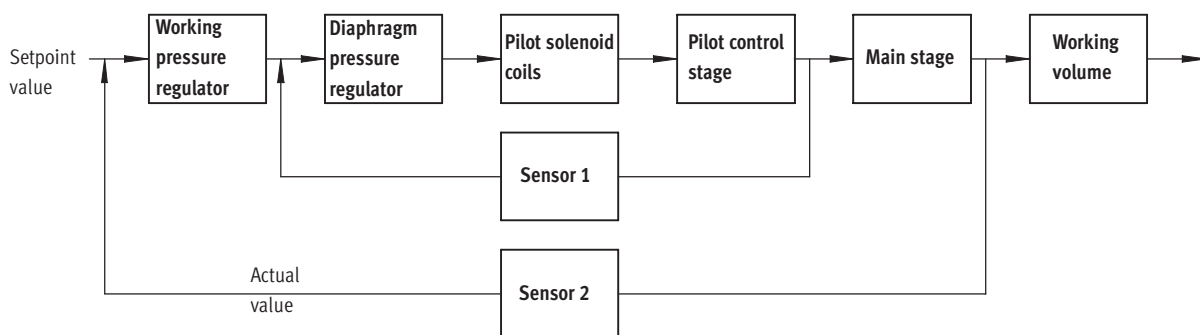 Setpoint
value
Working
pressure
regulator
Diaphragm
pressure
regulator
Pilot solenoid
coils
Pilot control
stage
Main stage
Working
volume
Sensor 1
Actual
value
Sensor 2